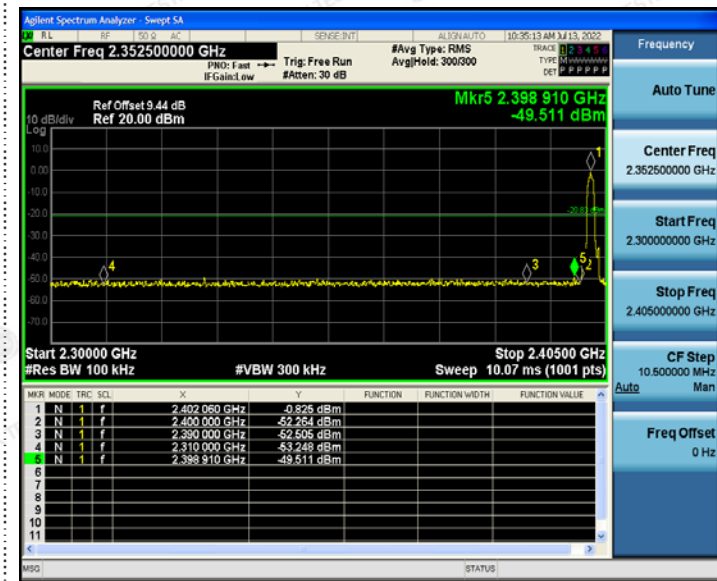 Agilent Spectrum Analyzer - Swept SA
RL RF 50 Ω AC SENSE:INT ALIGN AUTO 10:35:13 AM Jul 13, 2022
Center Freq 2.352500000 GHz
PNO: Fast
IFGain:Low
Trig: Free Run
#Atten: 30 dB
#Avg Type: RMS
Avg|Hold: 300/300
TRACE 1 2 3 4 5 6
TYPE M
DET P P P P P P
Ref Offset 9.44 dB
10 dB/div Ref 20.00 dBm
Log
Mkr5 2.398 910 GHz
-49.511 dBm
10.0
0.00
-10.0
-20.0
-30.0
-40.0
-50.0
-60.0
-70.0
1
4
3
5
2
Start 2.30000 GHz Stop 2.40500 GHz
#Res BW 100 kHz #VBW 300 kHz Sweep 10.07 ms (1001 pts)
MKR MODE TRC SCL X Y FUNCTION FUNCTION WIDTH FUNCTION VALUE
1 N 1 f 2.402 060 GHz -0.825 dBm
2 N 1 f 2.400 000 GHz -52.264 dBm
3 N 1 f 2.390 000 GHz -52.505 dBm
4 N 1 f 2.310 000 GHz -53.248 dBm
5 N 1 f 2.398 910 GHz -49.511 dBm
6
7
8
9
10
11
MSG STATUS
Frequency
Auto Tune
Center Freq
2.352500000 GHz
Start Freq
2.300000000 GHz
Stop Freq
2.405000000 GHz
CF Step
10.500000 MHz
Auto Man
Freq Offset
0 Hz